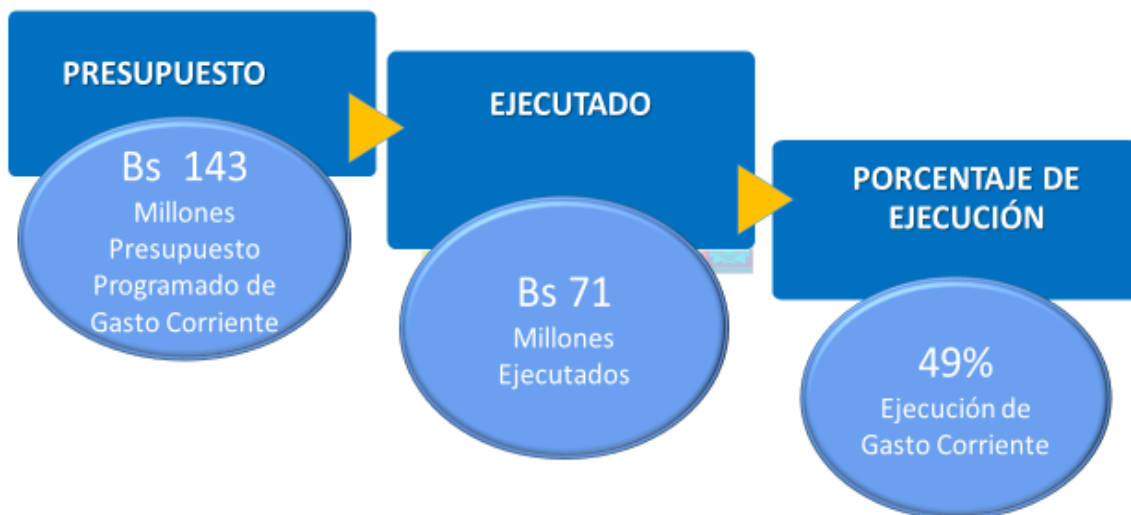 PRESUPUESTO
Bs 143
Millones
Presupuesto
Programado de
Gasto Corriente
EJECUTADO
Bs 71
Millones
Ejecutados
PORCENTAJE DE
EJECUCIÓN
49%
Ejecución de
Gasto Corriente